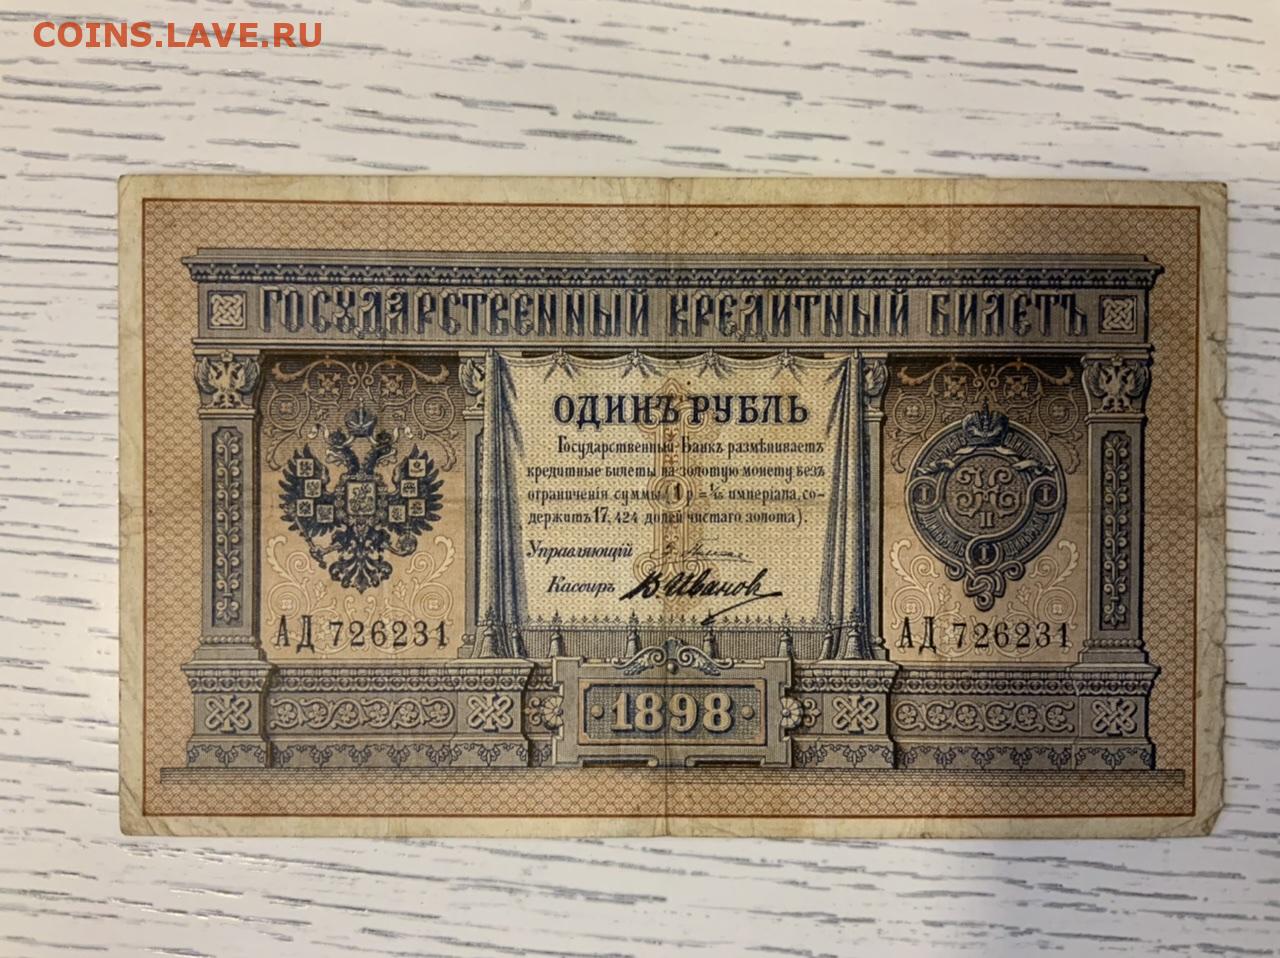 COINS.LAVE.RU
ГОСУДАРСТВЕННЫЙ КРЕДИТНЫЙ БИЛЕТЪ
ОДИНЪ РУБЛЬ
Государственный Банкъ размѣниваетъ
кредитные билеты на золотую монету безъ
ограниченія суммы (1 р = 1/15 имперіала, со-
держитъ 17,424 долей чистаго золота).
Управляющій
Кассиръ В Иванов
АД 726231
АД 726231
·1898·